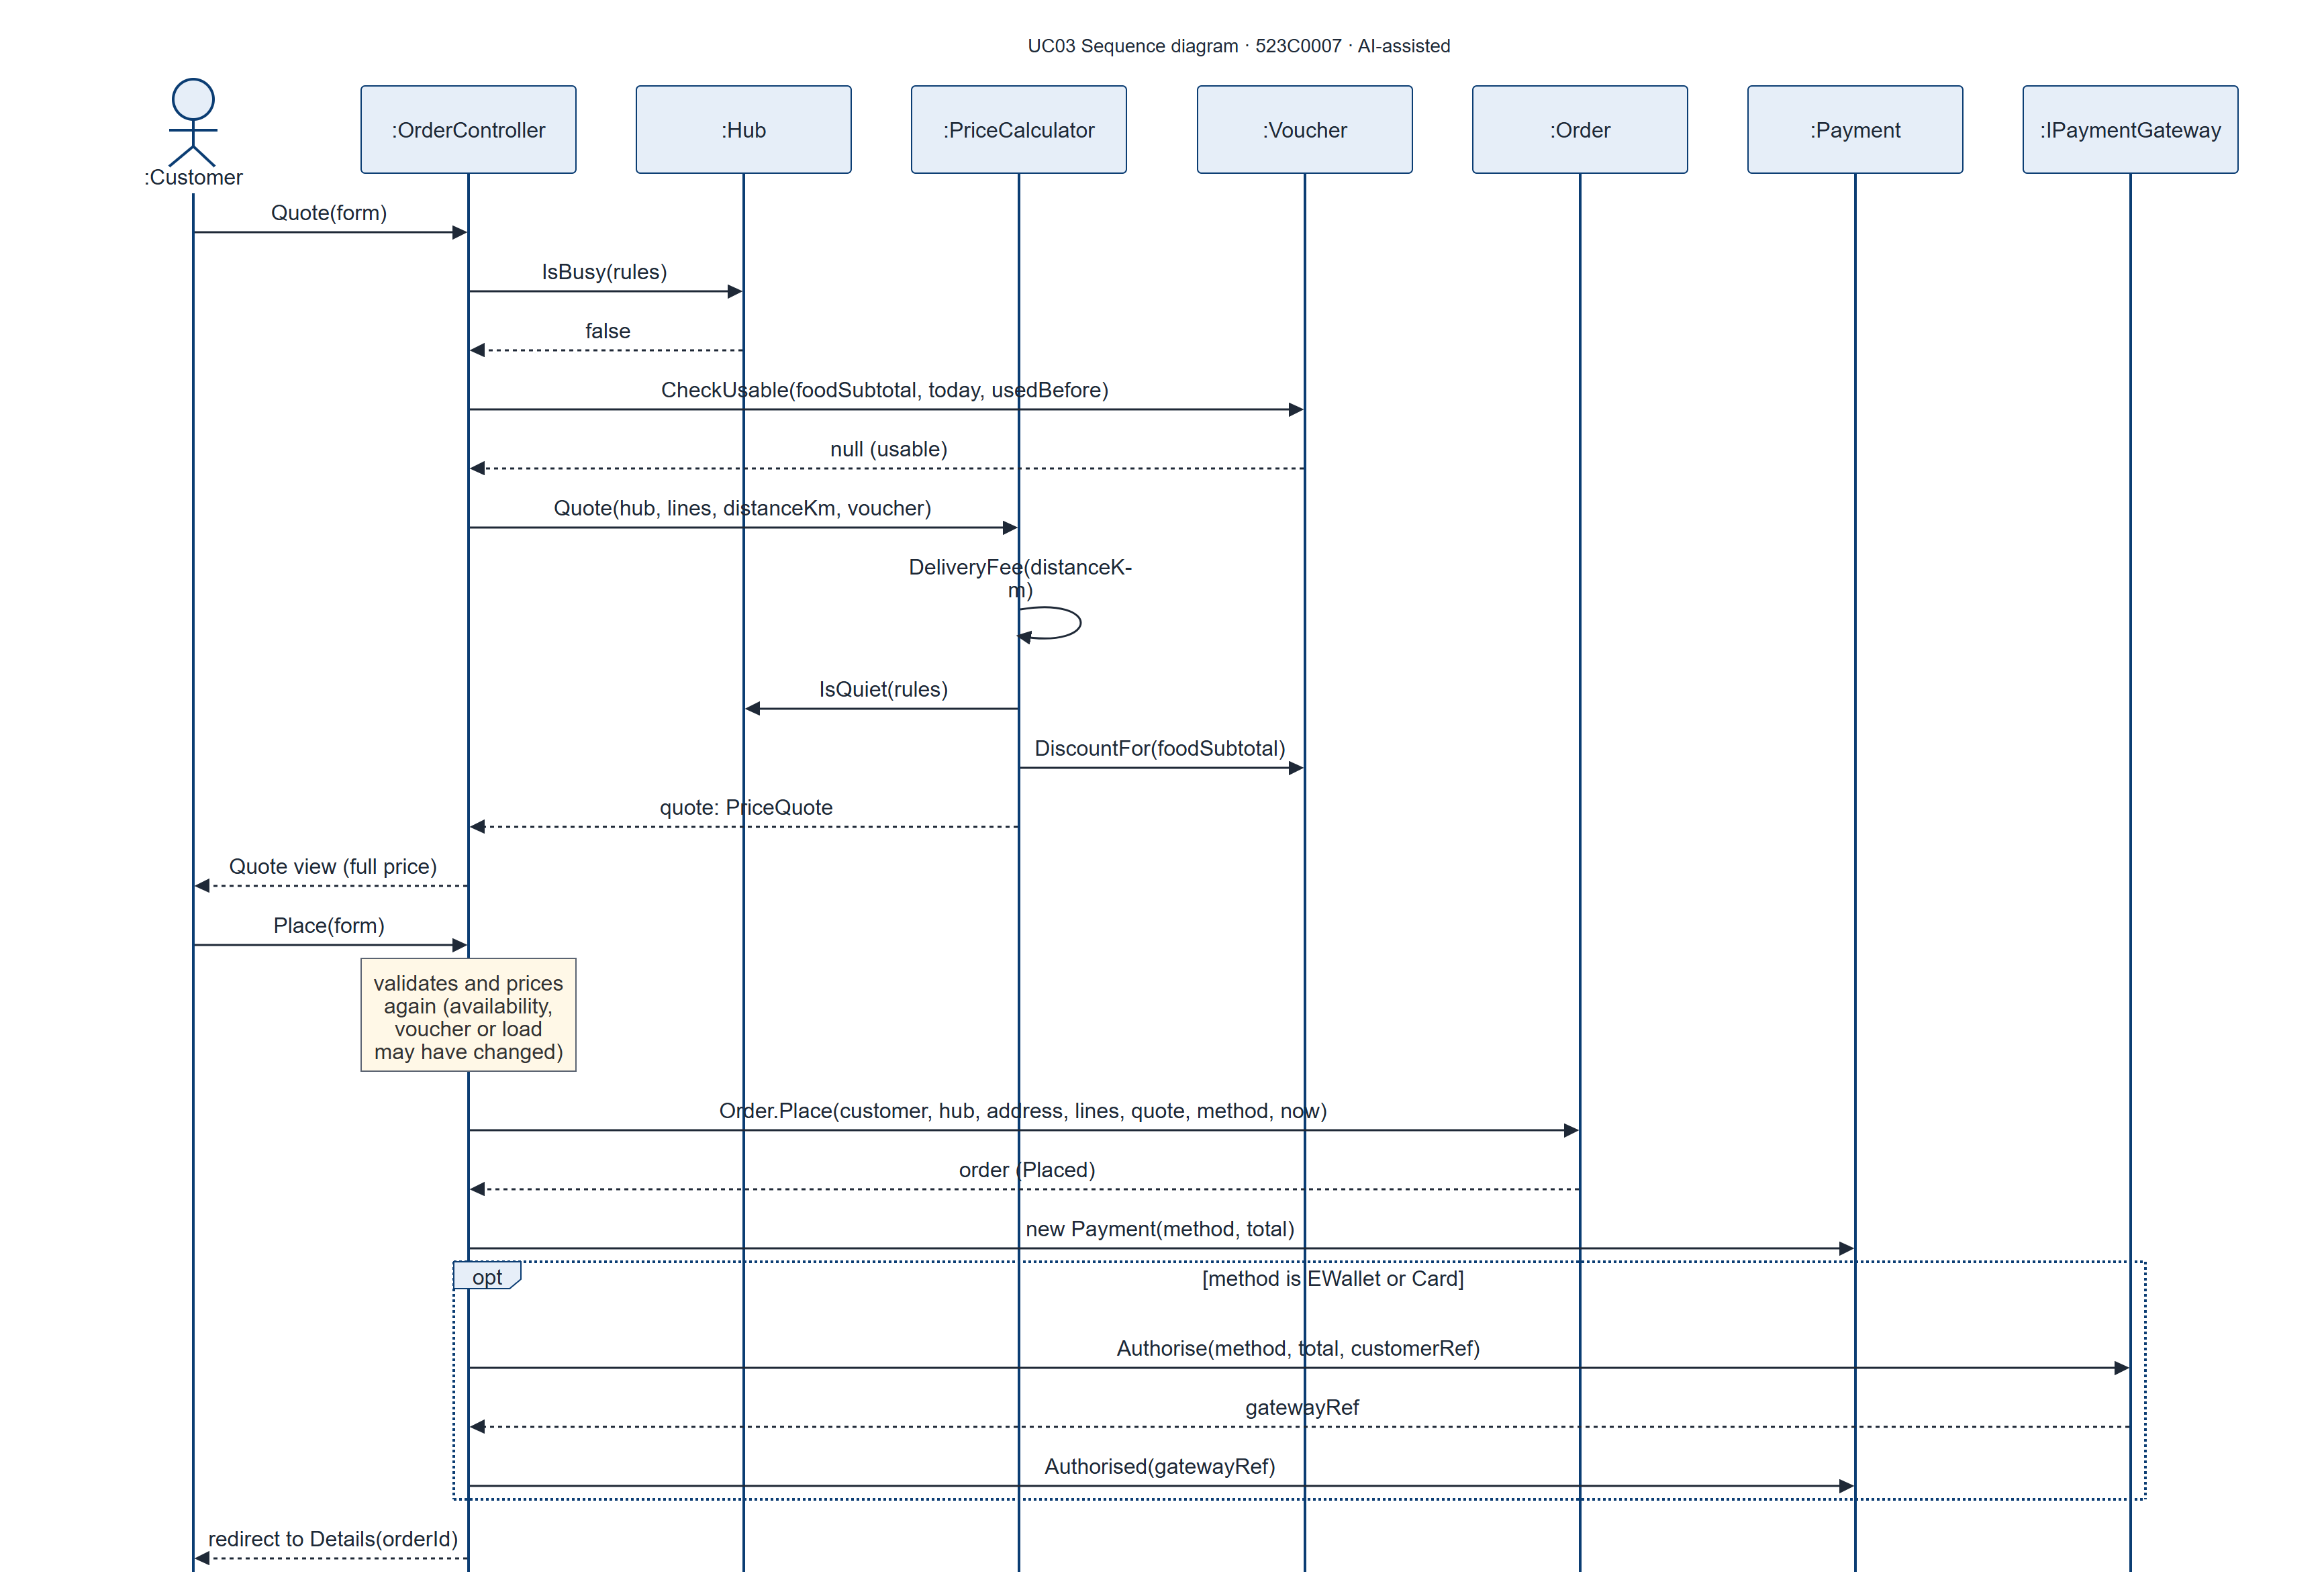 UC03 Sequence diagram · 523C0007 · AI-assisted
:Customer
:OrderController
:Hub
:PriceCalculator
:Voucher
:Order
:Payment
:IPaymentGateway
Quote(form)
IsBusy(rules)
false
CheckUsable(foodSubtotal, today, usedBefore)
null (usable)
Quote(hub, lines, distanceKm, voucher)
DeliveryFee(distanceK-
m)
IsQuiet(rules)
DiscountFor(foodSubtotal)
quote: PriceQuote
Quote view (full price)
Place(form)
validates and prices
again (availability,
voucher or load
may have changed)
Order.Place(customer, hub, address, lines, quote, method, now)
order (Placed)
new Payment(method, total)
opt
[method is EWallet or Card]
Authorise(method, total, customerRef)
gatewayRef
Authorised(gatewayRef)
redirect to Details(orderId)